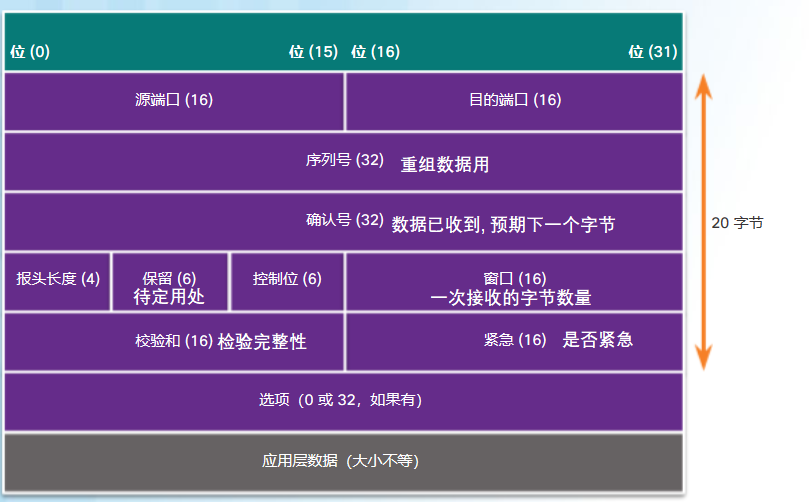 位 (0) 位 (15) 位 (16) 位 (31)
源端口 (16) 目的端口 (16)
序列号 (32) 重组数据用
确认号 (32) 数据已收到, 预期下一个字节
20 字节
报头长度 (4) 保留 (6) 控制位 (6) 窗口 (16)
待定用处 一次接收的字节数量
校验和 (16) 检验完整性 紧急 (16) 是否紧急
选项（0 或 32，如果有）
应用层数据（大小不等）